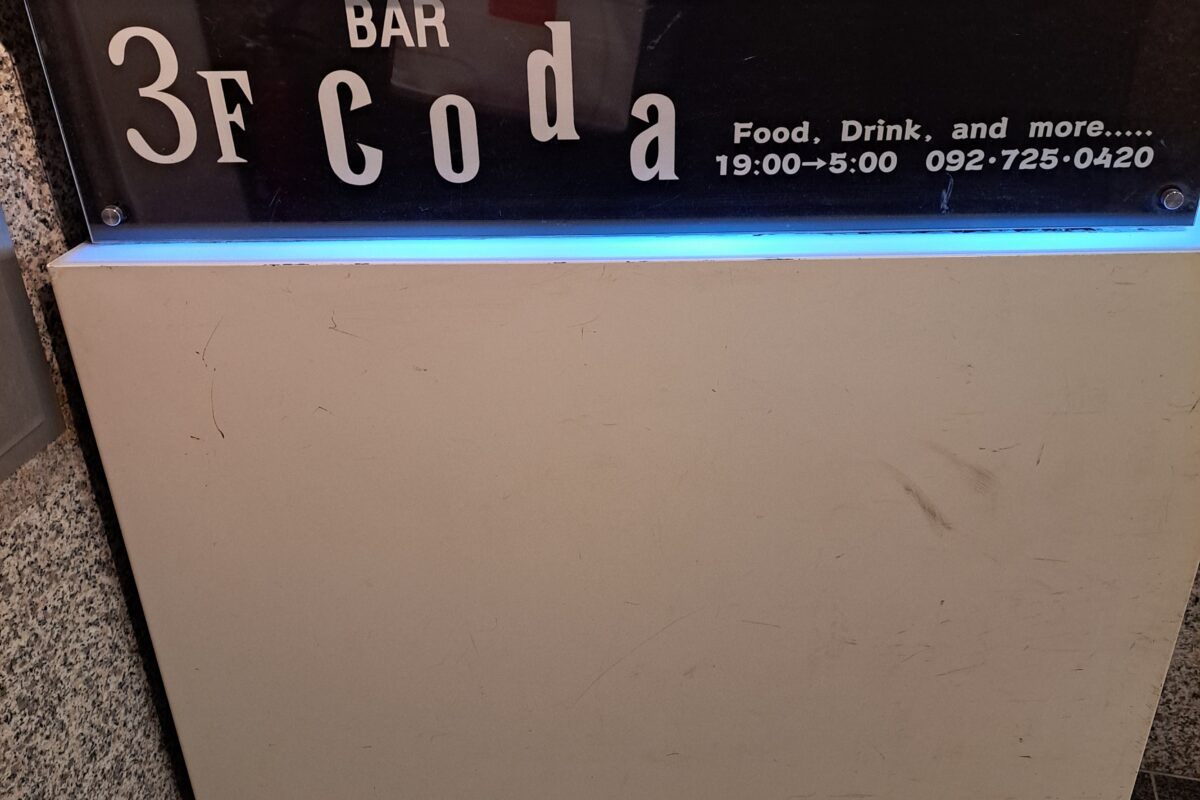 BAR
3F Coda
Food, Drink, and more.....
19:00→5:00 092・725・0420